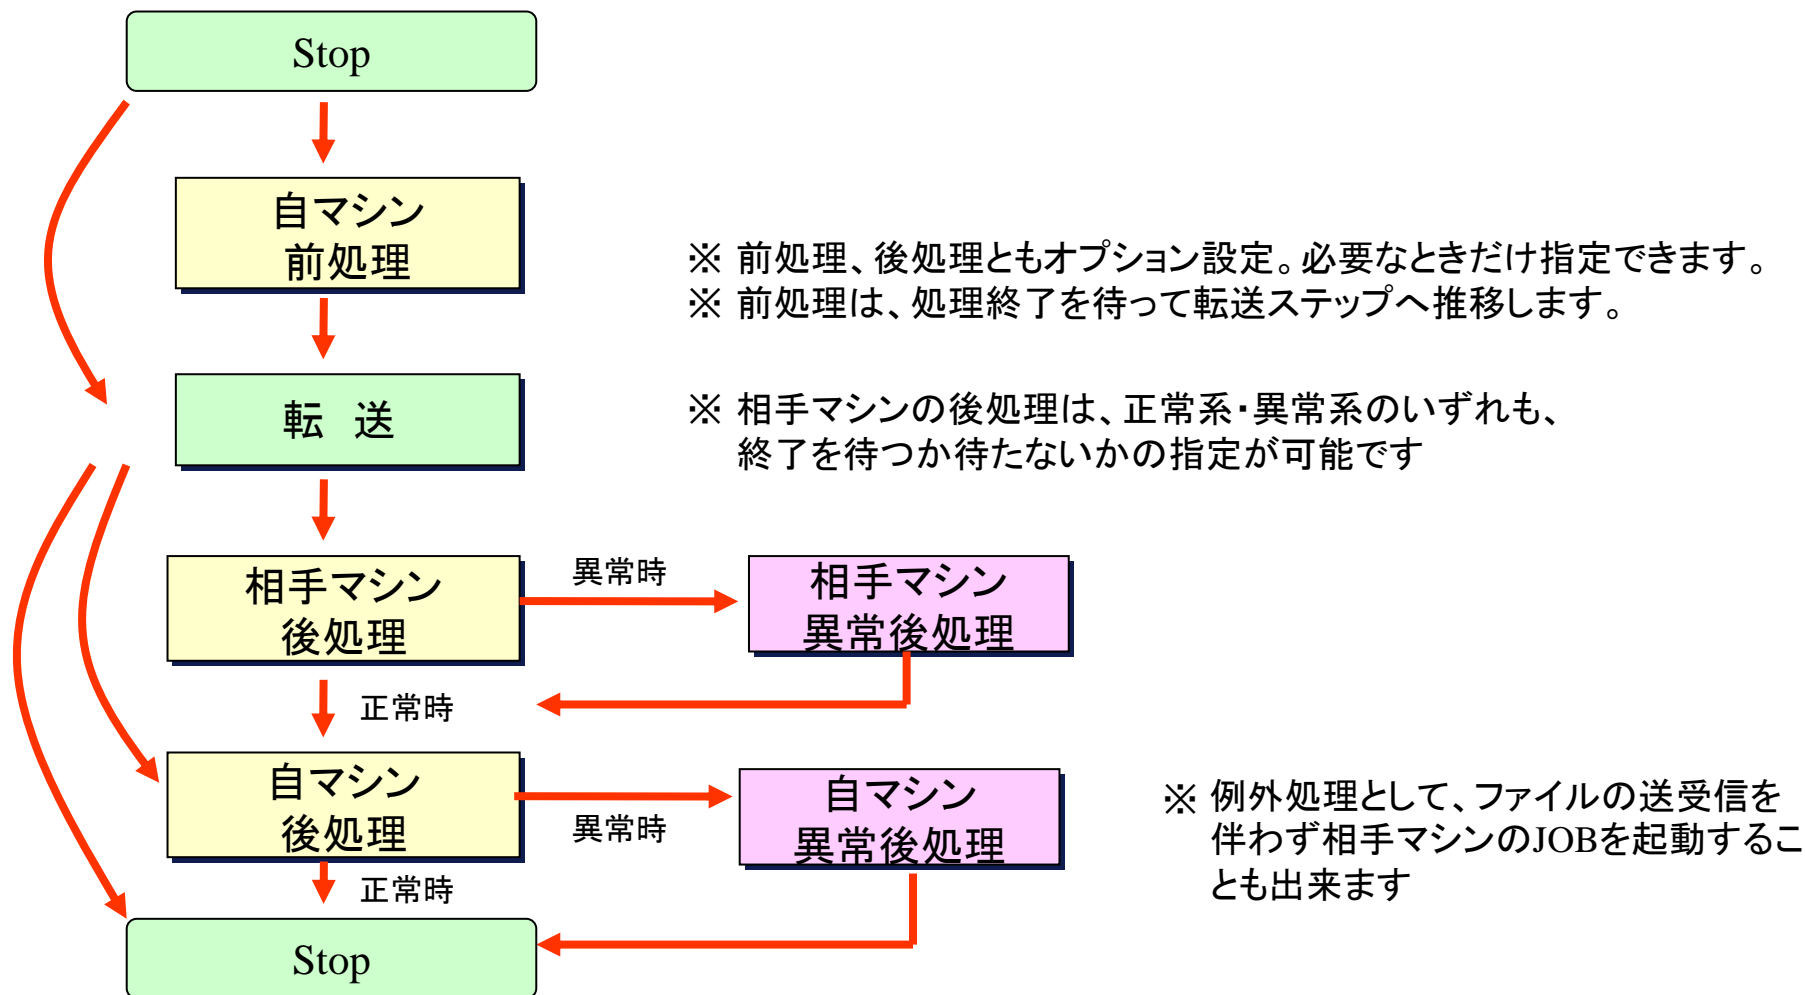 Stop
自マシン
前処理
※ 前処理、後処理ともオプション設定。必要なときだけ指定できます。
※ 前処理は、処理終了を待って転送ステップへ推移します。
転　送
※ 相手マシンの後処理は、正常系・異常系のいずれも、
終了を待つか待たないかの指定が可能です
相手マシン
後処理
異常時
相手マシン
異常後処理
正常時
自マシン
後処理
異常時
自マシン
異常後処理
※ 例外処理として、ファイルの送受信を
伴わず相手マシンのJOBを起動するこ
とも出来ます
正常時
Stop